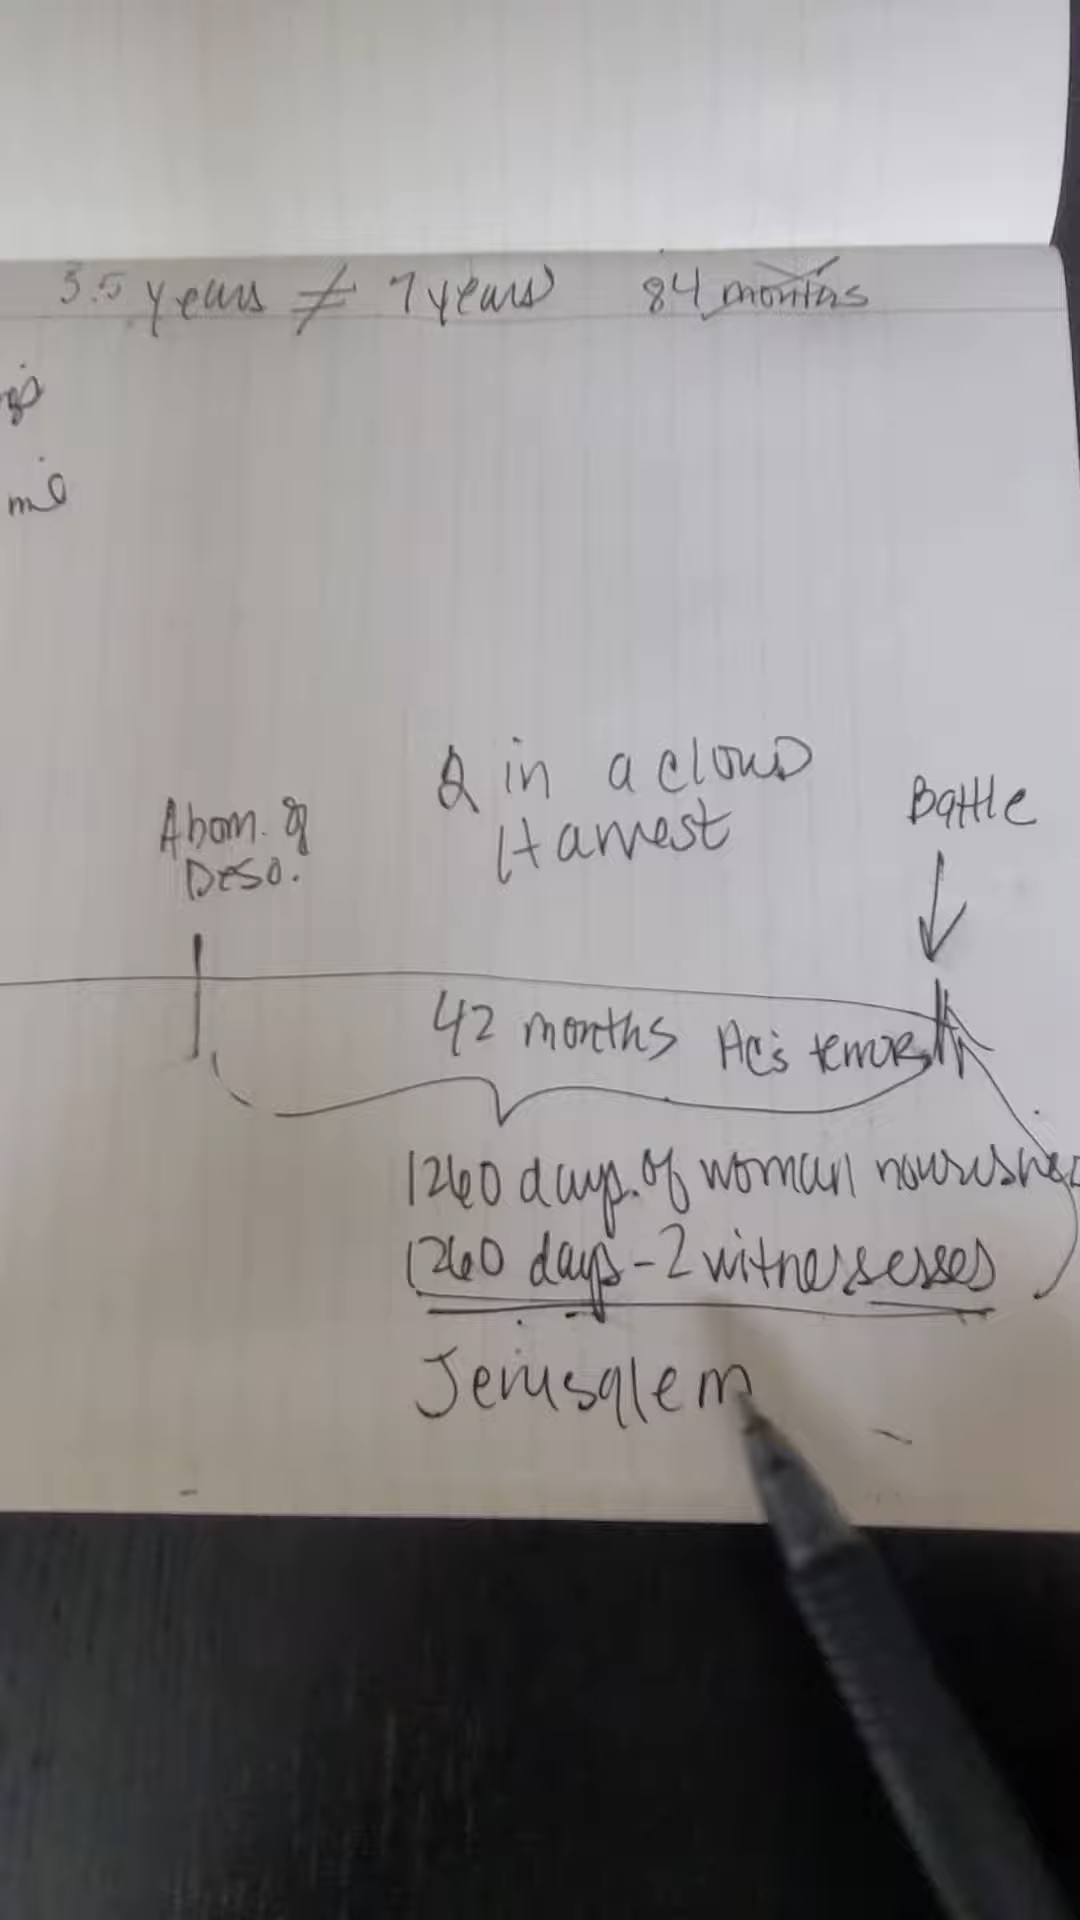 3.5 years ≠ 7 years 84 months
in a cloud
Harvest
Abom. of
Deso.
Battle
42 months AC's terror
1260 days. of woman nourished
1260 days - 2 witnessesses
Jerusalem